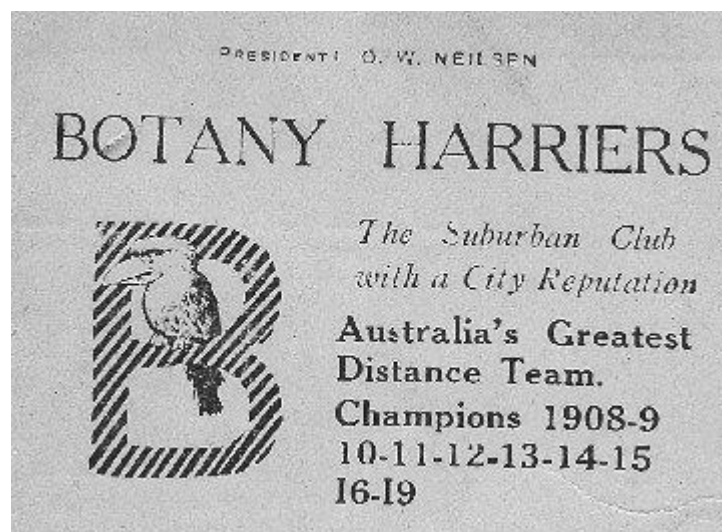 PRESIDENT: O. W. NEILSEN
BOTANY HARRIERS
B
The Suburban Club
with a City Reputation
Australia's Greatest
Distance Team.
Champions 1908-9
10-11-12-13-14-15
16-19